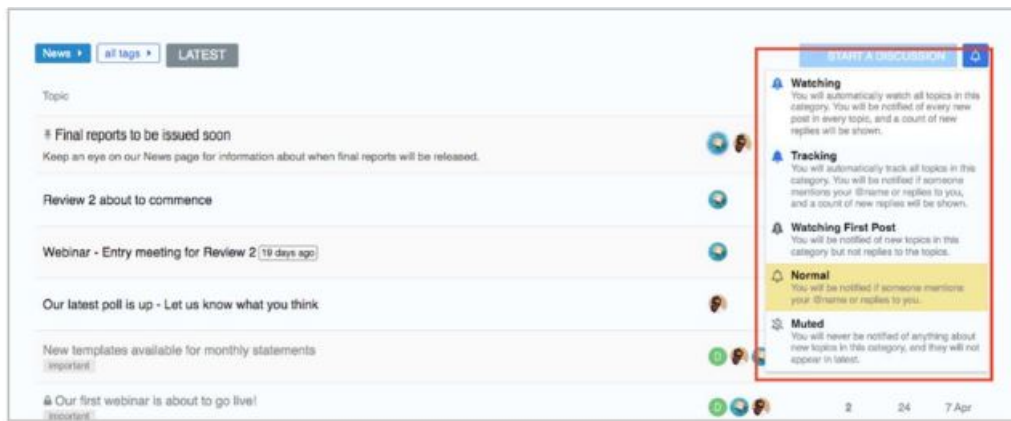 News
all tags
LATEST
START A DISCUSSION
Topic
Final reports to be issued soon
Keep an eye on our News page for information about when final reports will be released.
Review 2 about to commence
Webinar - Entry meeting for Review 2 19 days ago
Our latest poll is up - Let us know what you think
New templates available for monthly statements
Important
Our first webinar is about to go live!
Important
D
D
2 24 7 Apr
Watching
You will automatically watch all topics in this
category. You will be notified of every new
post in every topic, and a count of new
replies will be shown.
Tracking
You will automatically track all topics in this
category. You will be notified if someone
mentions your @name or replies to you,
and a count of new replies will be shown.
Watching First Post
You will be notified of new topics in this
category but not replies to the topics.
Normal
You will be notified if someone mentions
your @name or replies to you.
Muted
You will never be notified of anything about
new topics in this category, and they will not
appear in latest.